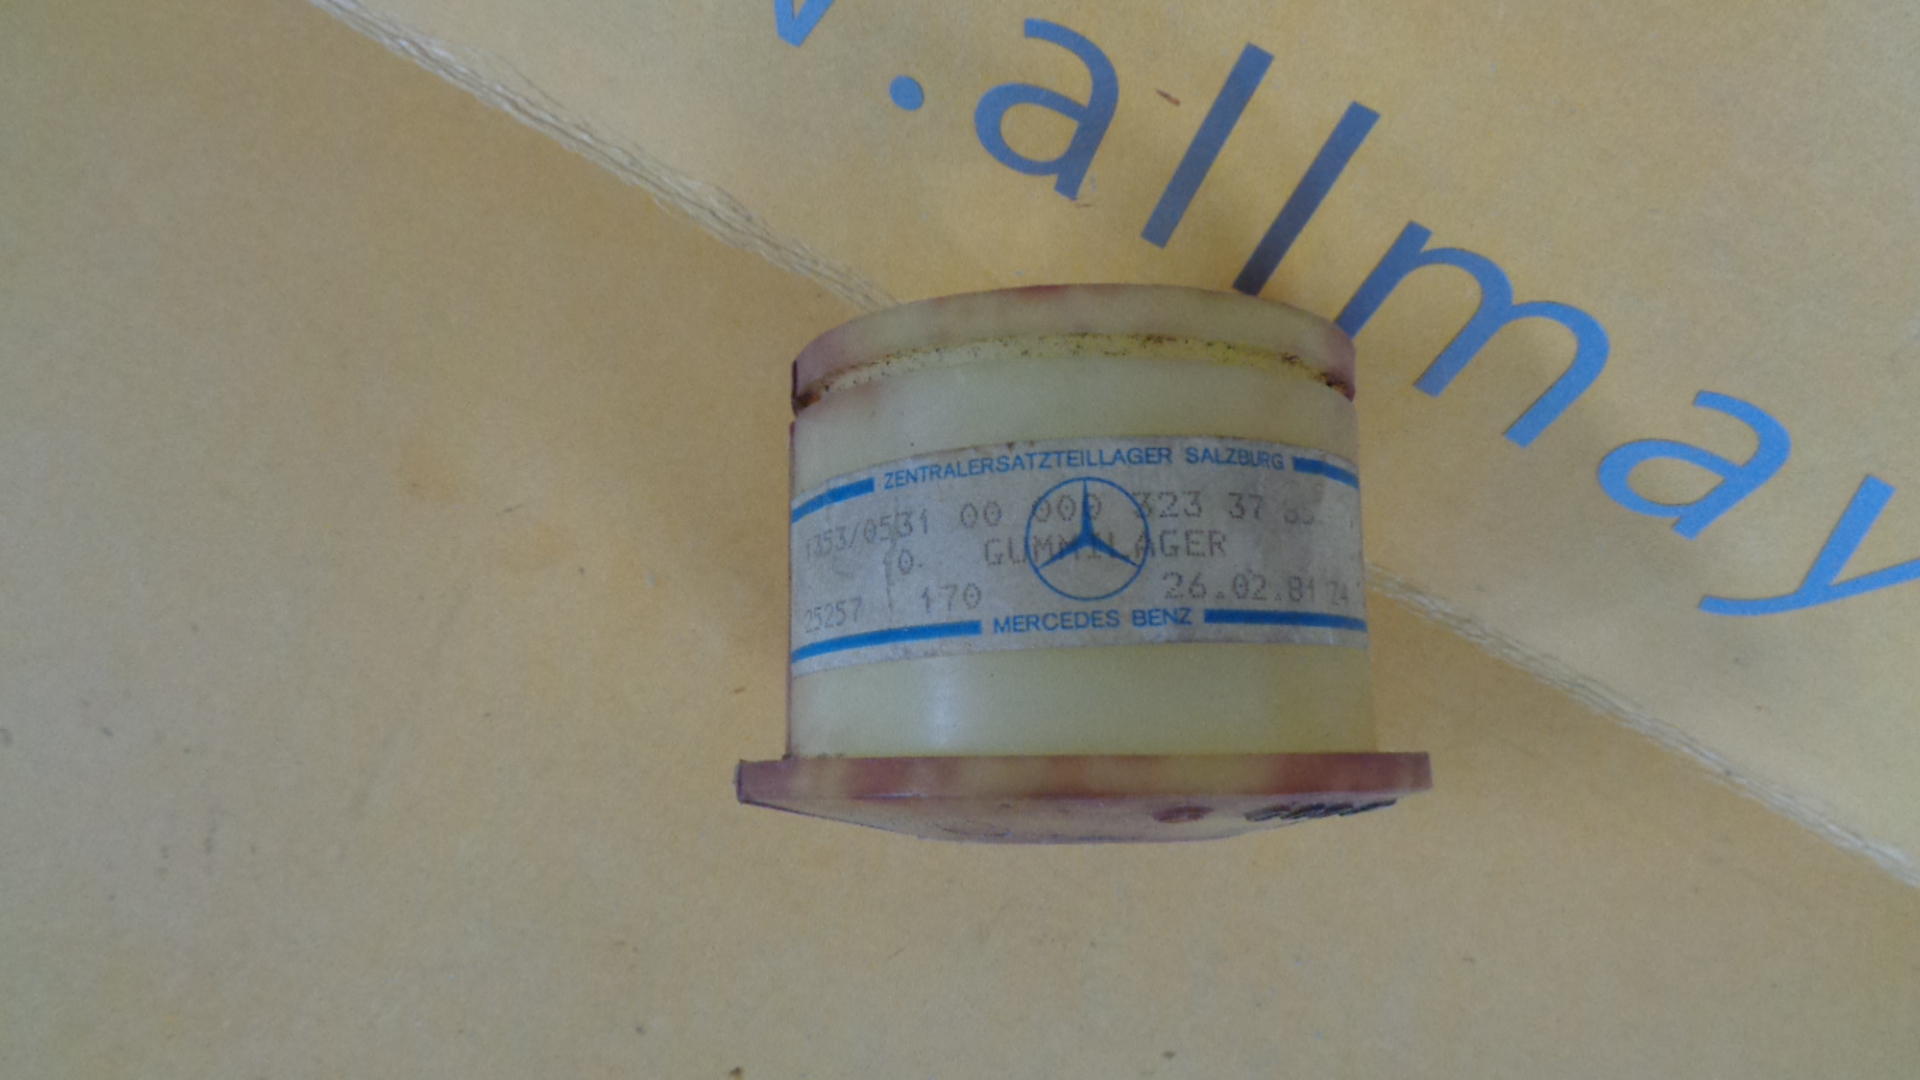 .allmay
ZENTRALERSATZTEILLAGER SALZBURG
1353/0531 00 000 323 37 85
0. GUMMILAGER
25257 170 26.02.81 24
MERCEDES BENZ